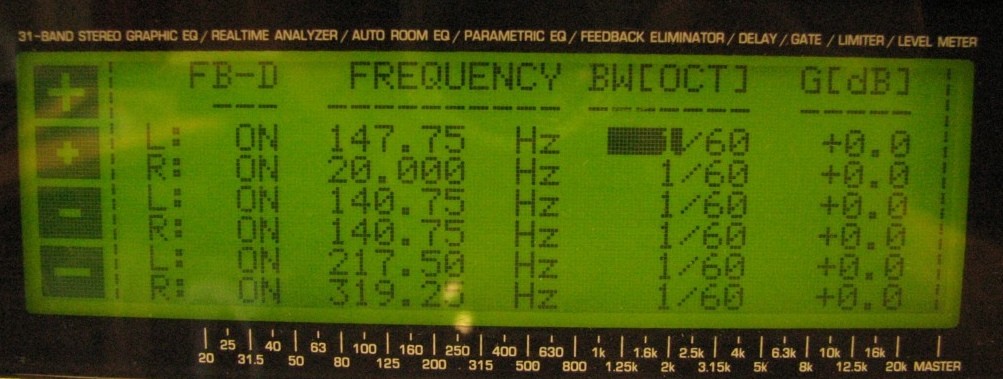 31-BAND STEREO GRAPHIC EQ / REALTIME ANALYZER / AUTO ROOM EQ / PARAMETRIC EQ / FEEDBACK ELIMINATOR / DELAY / GATE / LIMITER / LEVEL METER
FB-D FREQUENCY BW[OCT] G[dB]
L: ON 147.75 Hz 1/60 +0.0
R: ON 20.000 Hz 1/60 +0.0
L: ON 140.75 Hz 1/60 +0.0
R: ON 140.75 Hz 1/60 +0.0
L: ON 217.50 Hz 1/60 +0.0
R: ON 319.25 Hz 1/60 +0.0
25 40 63 100 160 250 400 630 1k 1.6k 2.5k 4k 6.3k 10k 16k
20 31.5 50 80 125 200 315 500 800 1.25k 2k 3.15k 5k 8k 12.5k 20k MASTER